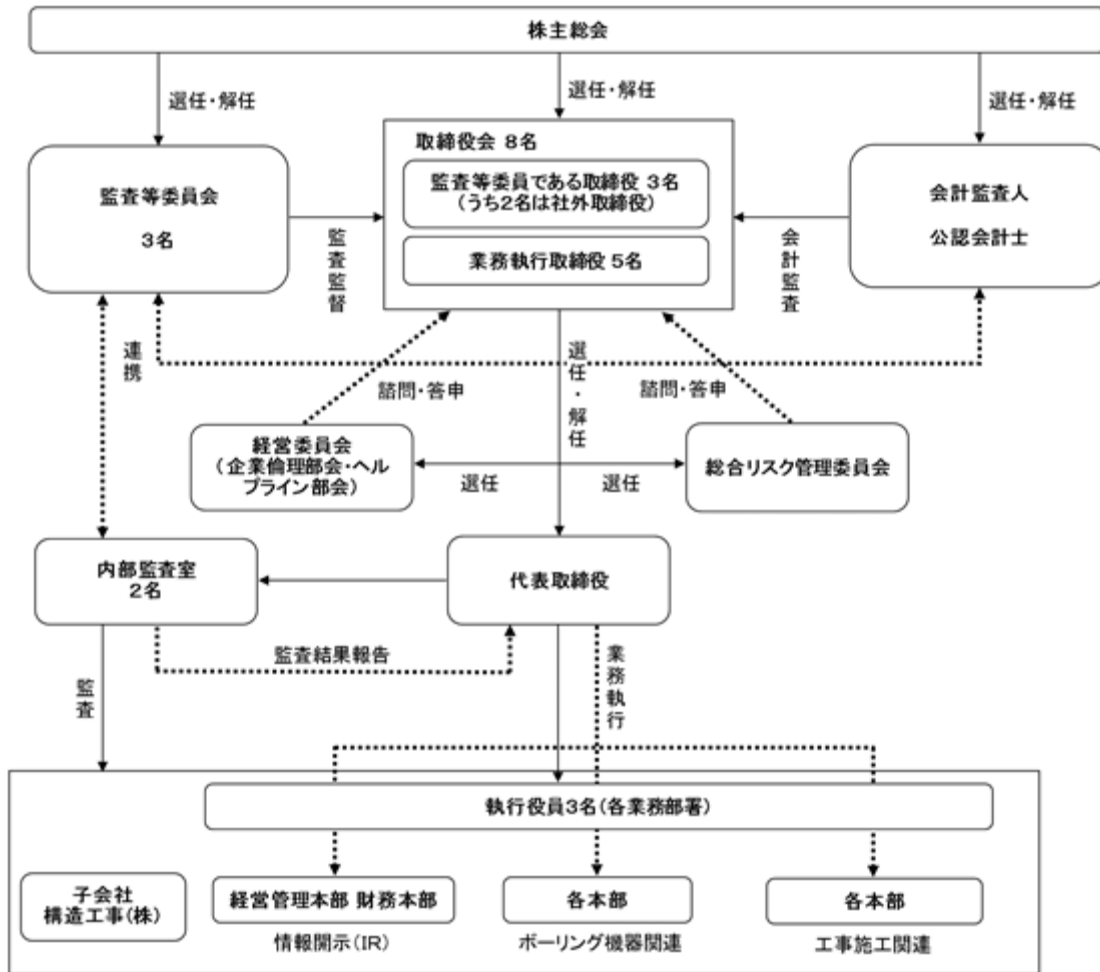 株主総会
選任・解任
選任・解任
選任・解任
監査等委員会
3名
取締役会 8名
監査等委員である取締役 3名
(うち2名は社外取締役)
業務執行取締役 5名
会計監査人
公認会計士
監査監督
会計監査
連携
選任・解任
諮問・答申
諮問・答申
経営委員会
(企業倫理部会・ヘル
プライン部会)
選任
選任
総合リスク管理委員会
内部監査室
2名
代表取締役
監査結果報告
業務執行
監査
執行役員3名(各業務部署)
子会社
構造工事(株)
経営管理本部 財務本部
各本部
各本部
情報開示(IR)
ボーリング機器関連
工事施工関連